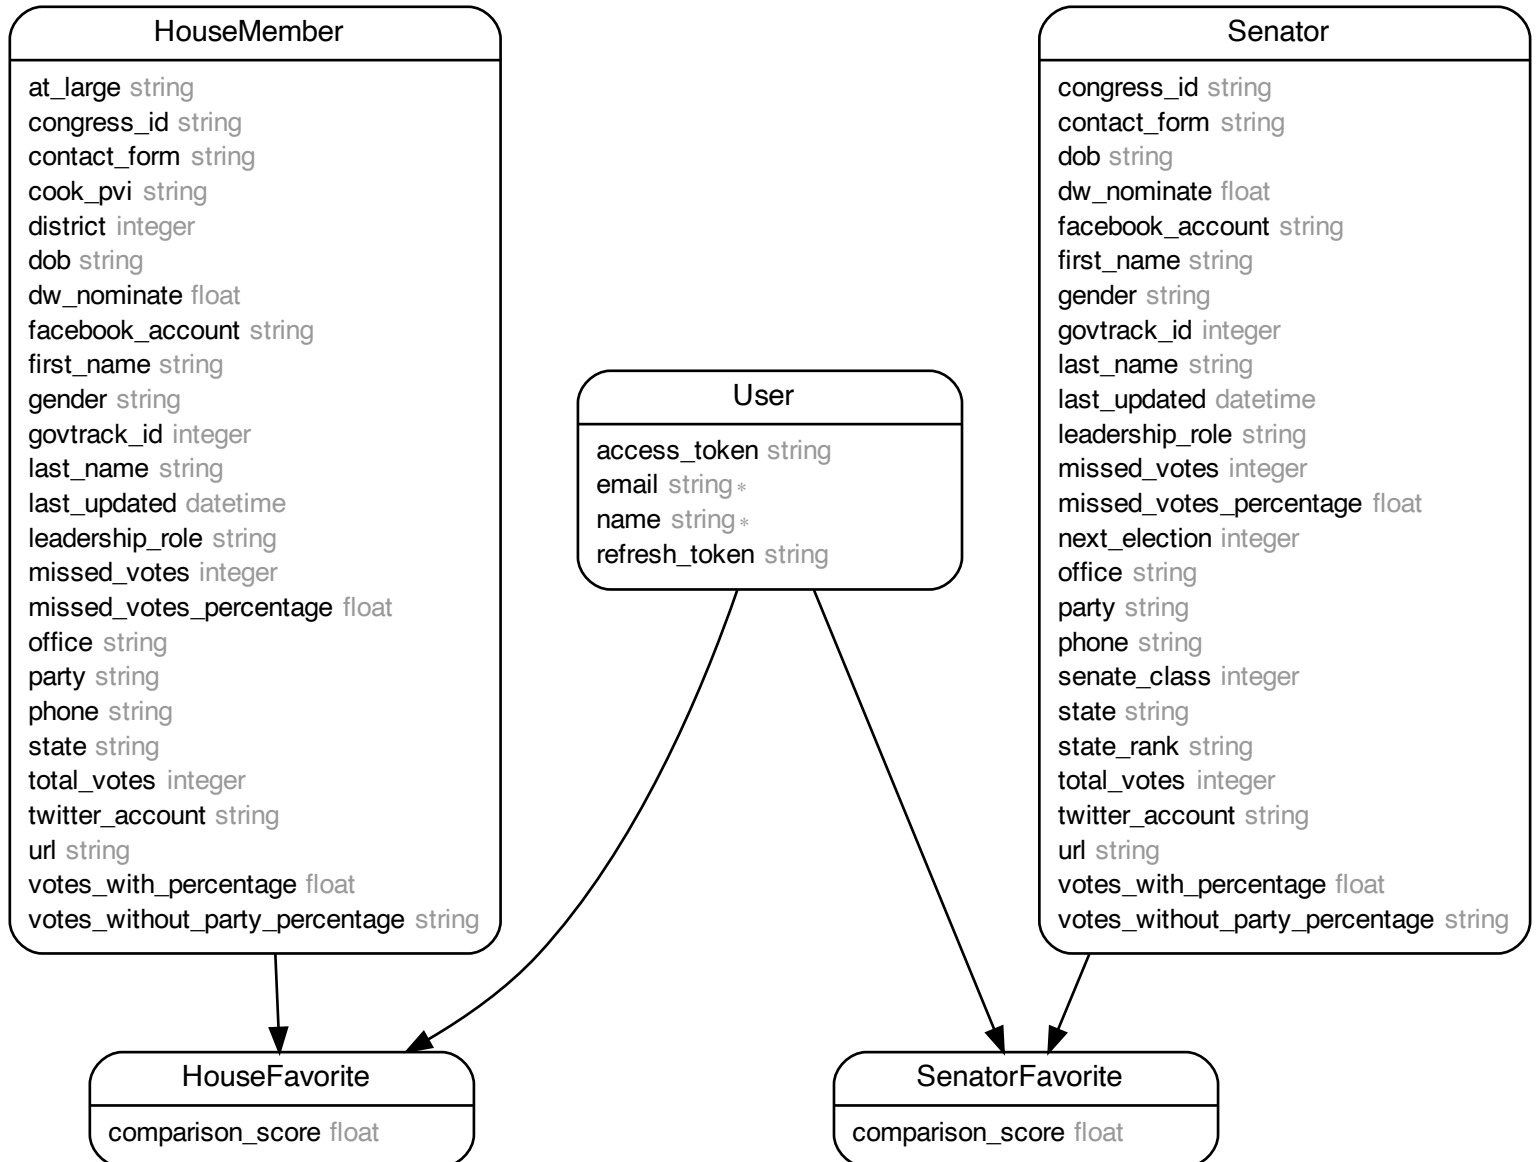 HouseMember
at_large string
congress_id string
contact_form string
cook_pvi string
district integer
dob string
dw_nominate float
facebook_account string
first_name string
gender string
govtrack_id integer
last_name string
last_updated datetime
leadership_role string
missed_votes integer
missed_votes_percentage float
office string
party string
phone string
state string
total_votes integer
twitter_account string
url string
votes_with_percentage float
votes_without_party_percentage string
User
access_token string
email string *
name string *
refresh_token string
Senator
congress_id string
contact_form string
dob string
dw_nominate float
facebook_account string
first_name string
gender string
govtrack_id integer
last_name string
last_updated datetime
leadership_role string
missed_votes integer
missed_votes_percentage float
next_election integer
office string
party string
phone string
senate_class integer
state string
state_rank string
total_votes integer
twitter_account string
url string
votes_with_percentage float
votes_without_party_percentage string
HouseFavorite
comparison_score float
SenatorFavorite
comparison_score float